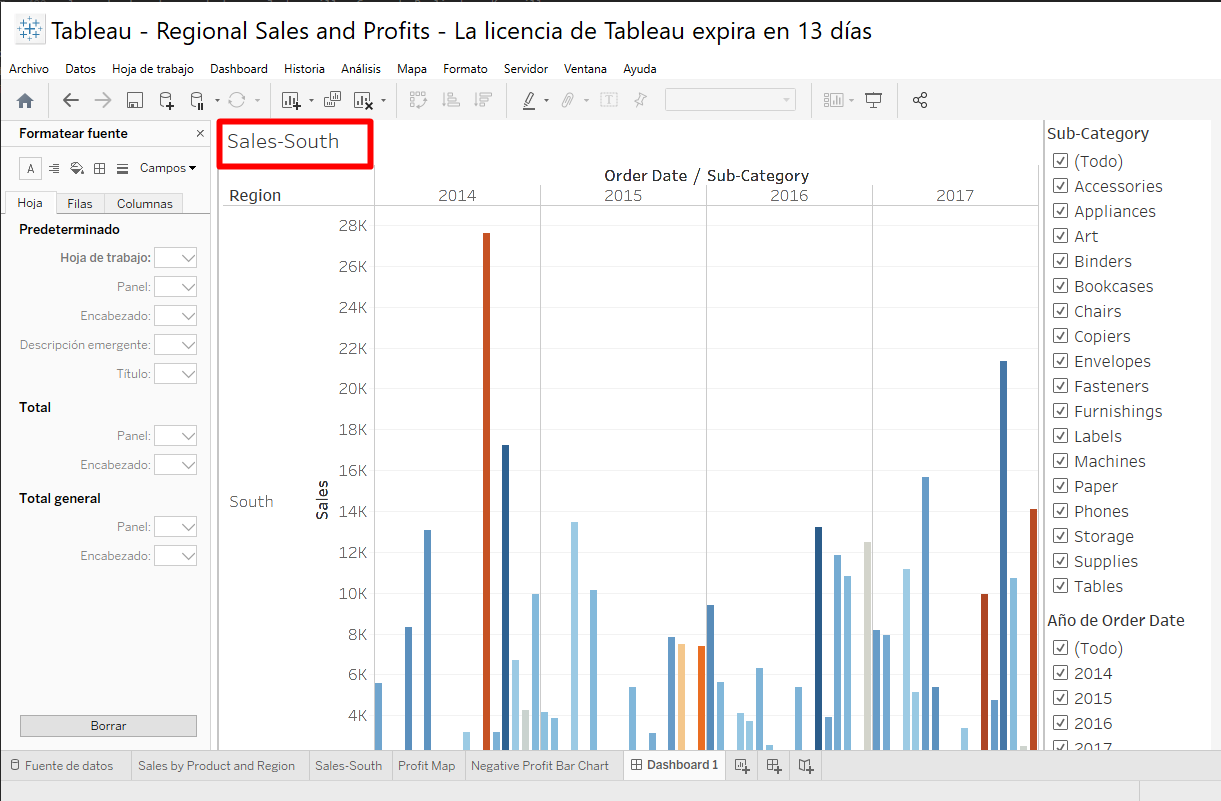 Tableau - Regional Sales and Profits - La licencia de Tableau expira en 13 días
Archivo Datos Hoja de trabajo Dashboard Historia Análisis Mapa Formato Servidor Ventana Ayuda
Formatear fuente
A Campos
Hoja Filas Columnas
Predeterminado
Hoja de trabajo:
Panel:
Encabezado:
Descripción emergente:
Título:
Total
Panel:
Encabezado:
Total general
Panel:
Encabezado:
Borrar
Sales-South
Order Date / Sub-Category
Region 2014 2015 2016 2017
28K
26K
24K
22K
20K
18K
16K
14K
12K
10K
8K
6K
4K
Sales
South
Sub-Category
(Todo)
Accessories
Appliances
Art
Binders
Bookcases
Chairs
Copiers
Envelopes
Fasteners
Furnishings
Labels
Machines
Paper
Phones
Storage
Supplies
Tables
Año de Order Date
(Todo)
2014
2015
2016
2017
Fuente de datos Sales by Product and Region Sales-South Profit Map Negative Profit Bar Chart Dashboard 1